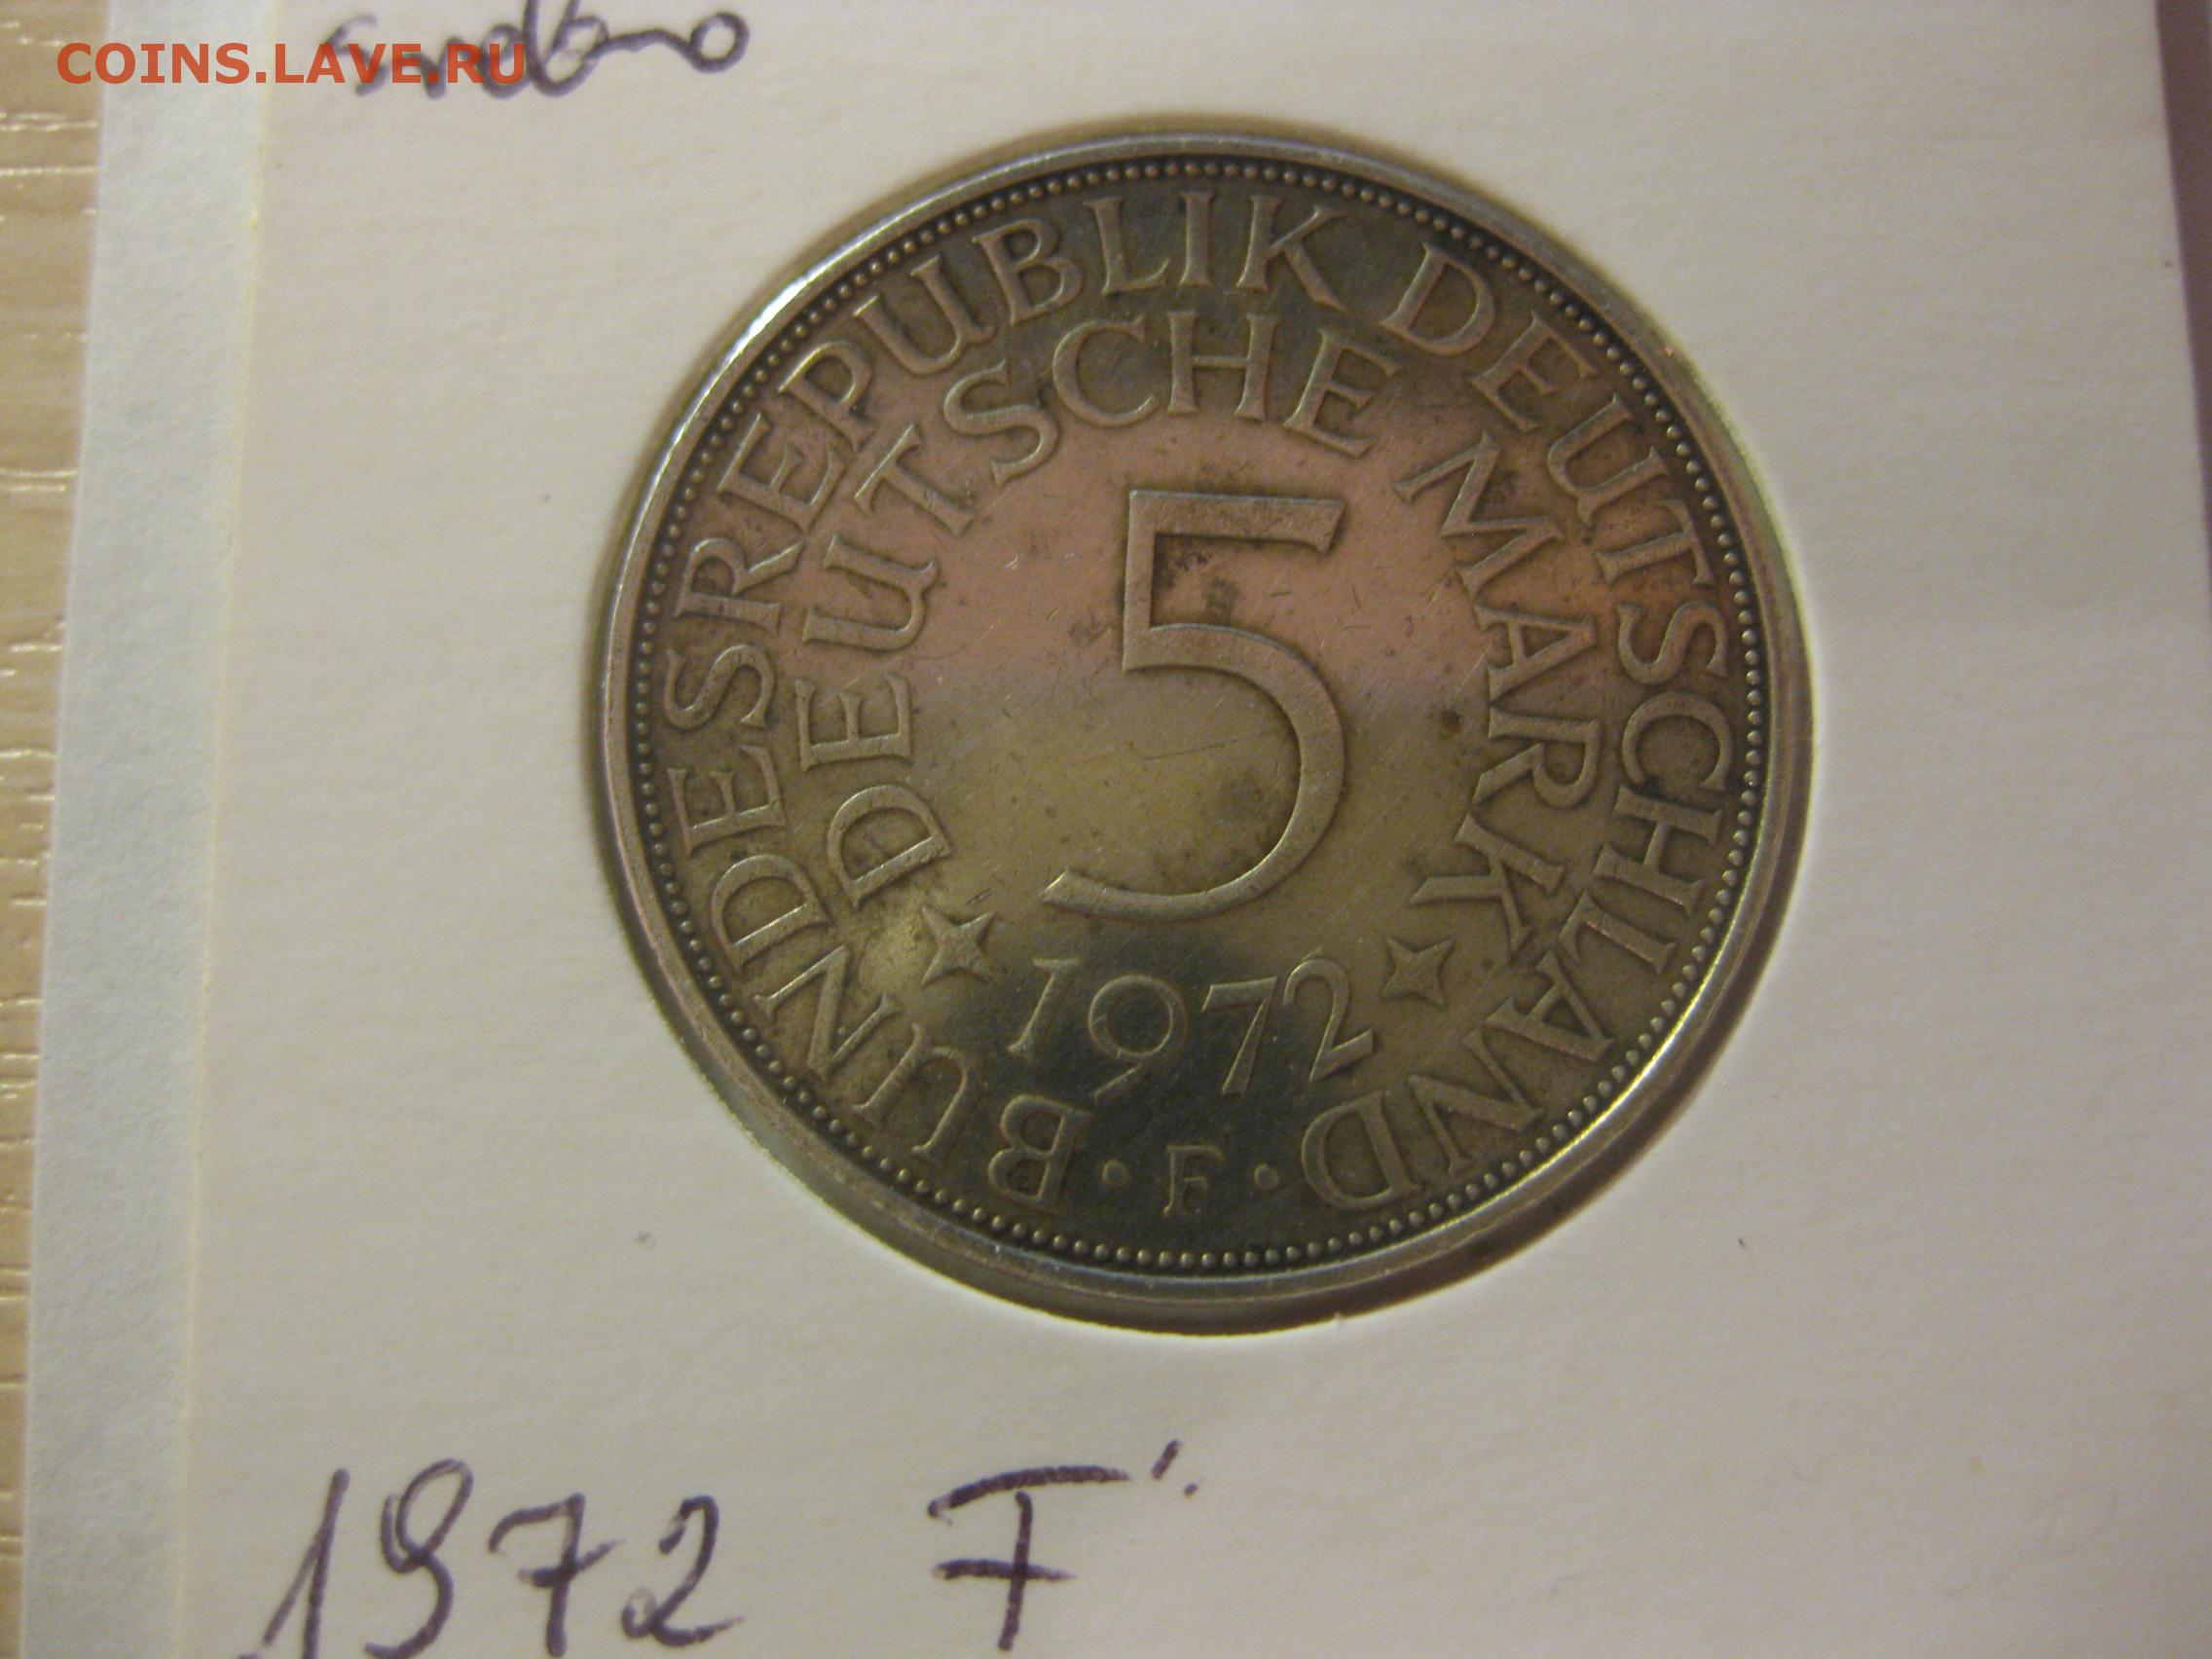 COINS.LAVE.RU
BUNDESREPUBLIK DEUTSCHLAND
DEUTSCHE MARK
5
1972
· F ·
1972 F